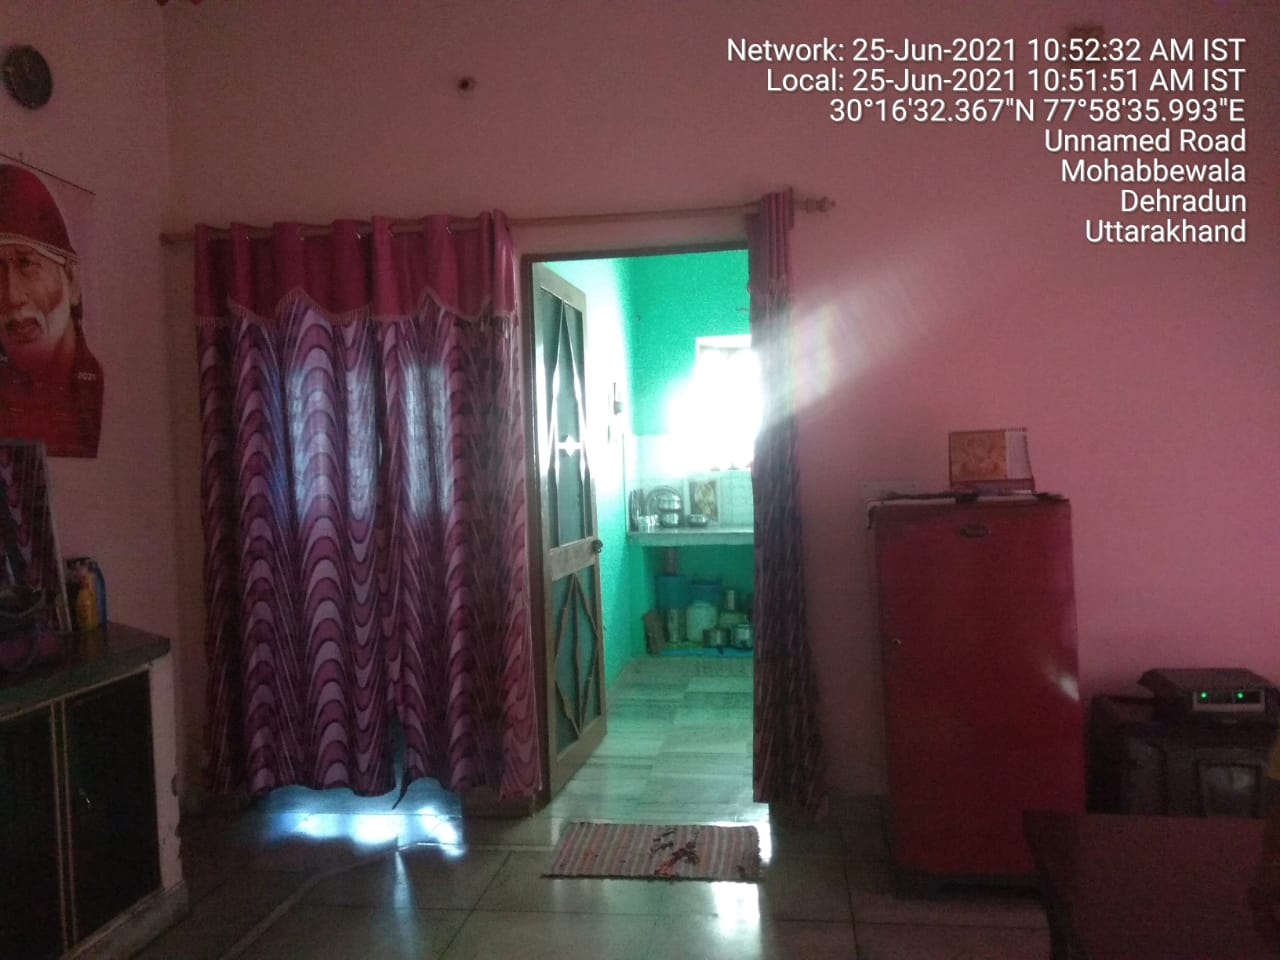 Network: 25-Jun-2021 10:52:32 AM IST
Local: 25-Jun-2021 10:51:51 AM IST
30°16'32.367"N 77°58'35.993"E
Unnamed Road
Mohabbewala
Dehradun
Uttarakhand
2021